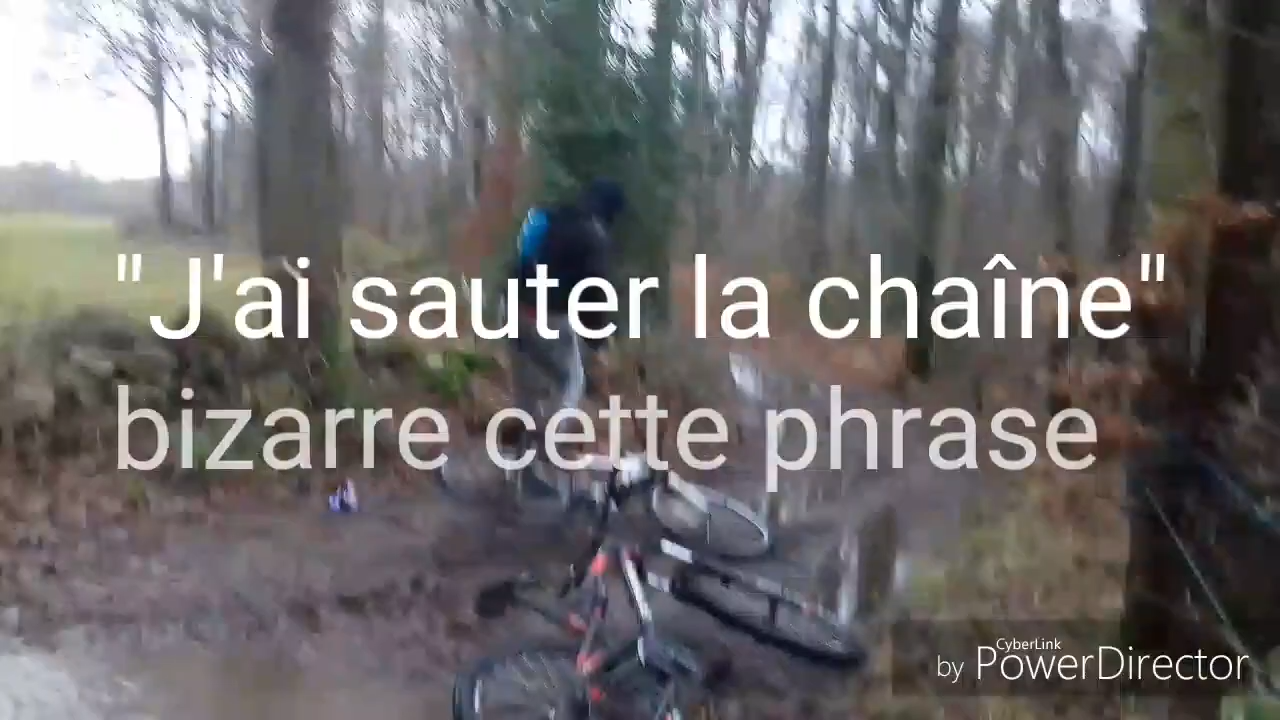 " J'ai sauter la chaîne"
bizarre cette phrase
CyberLink
by PowerDirector